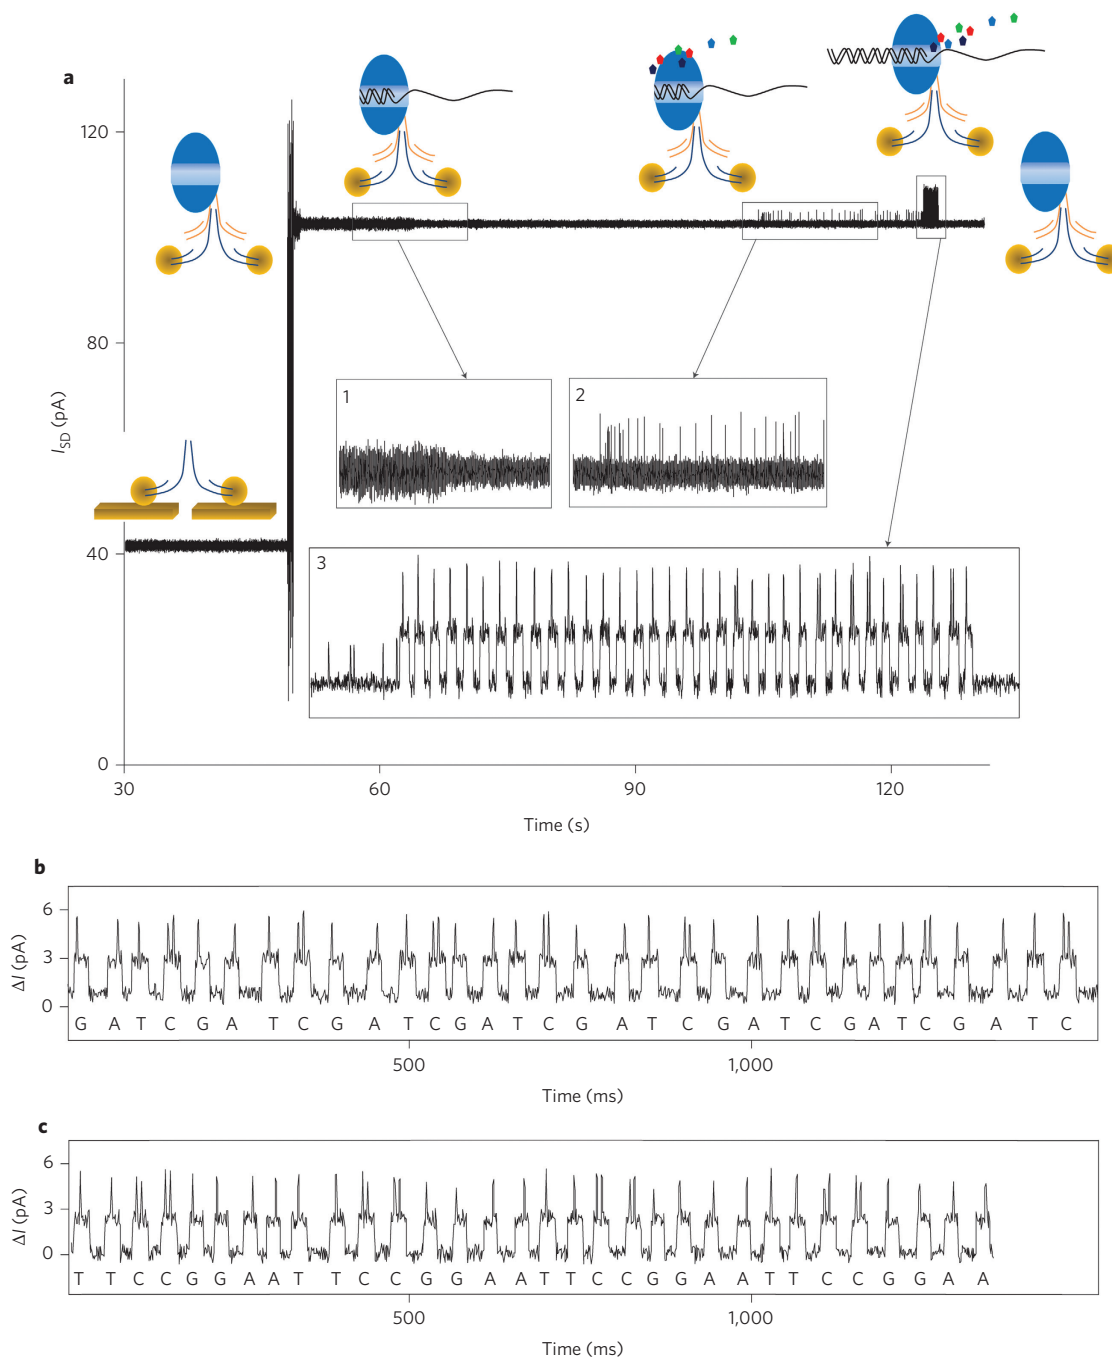 a
120
80
40
0
I_SD (pA)
1
2
3
30 60 90 120
Time (s)
b
6
3
0
ΔI (pA)
G A T C G A T C G A T C G A T C G A T C G A T C G A T C G A T C
500 1,000
Time (ms)
c
6
3
0
ΔI (pA)
T T C C G G A A T T C C G G A A T T C C G G A A T T C C G G A A
500 1,000
Time (ms)